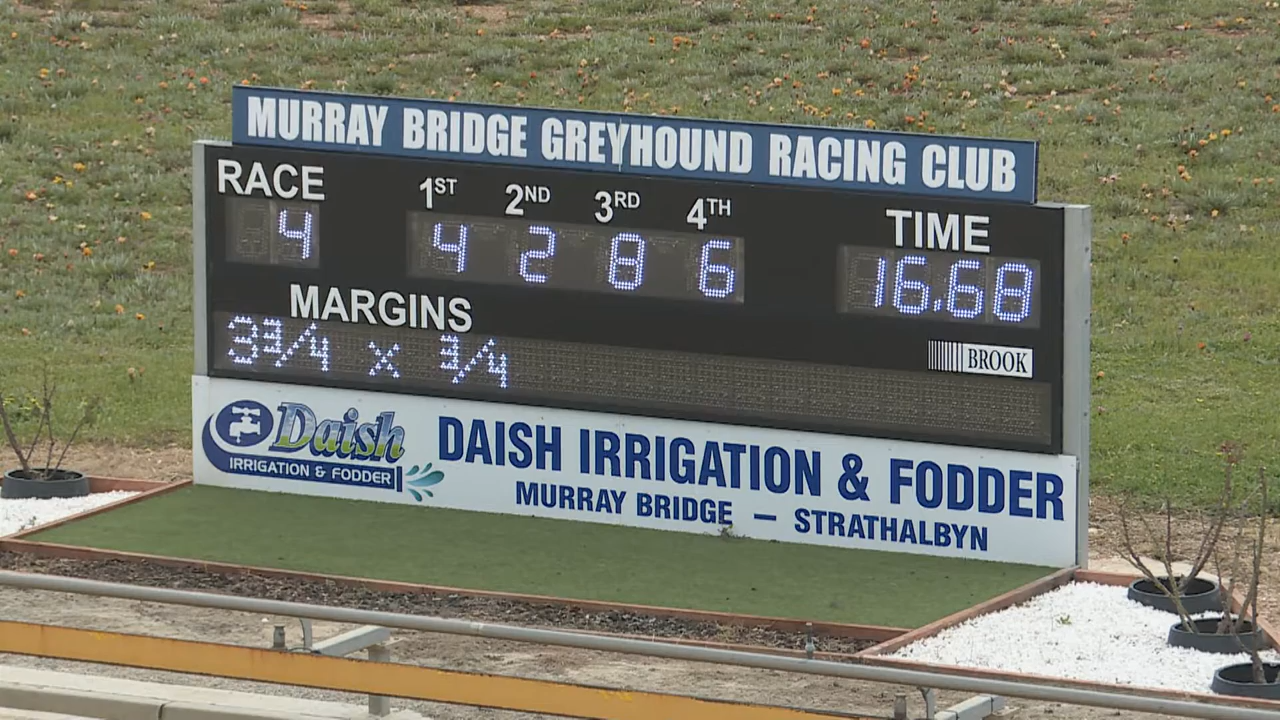 MURRAY BRIDGE GREYHOUND RACING CLUB
RACE 1ST 2ND 3RD 4TH TIME
4 4 2 8 6 16.68
MARGINS
3¾ x ¾
BROOK
Daish
IRRIGATION & FODDER
DAISH IRRIGATION & FODDER
MURRAY BRIDGE – STRATHALBYN